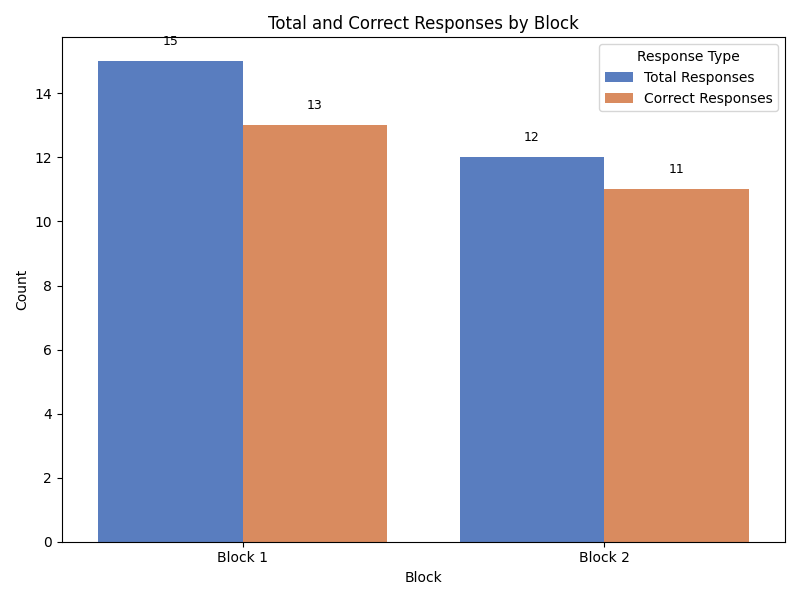 Total and Correct Responses by Block
Response Type
Total Responses
Correct Responses
15
13
12
11
14
12
10
8
6
4
2
0
Count
Block 1
Block 2
Block